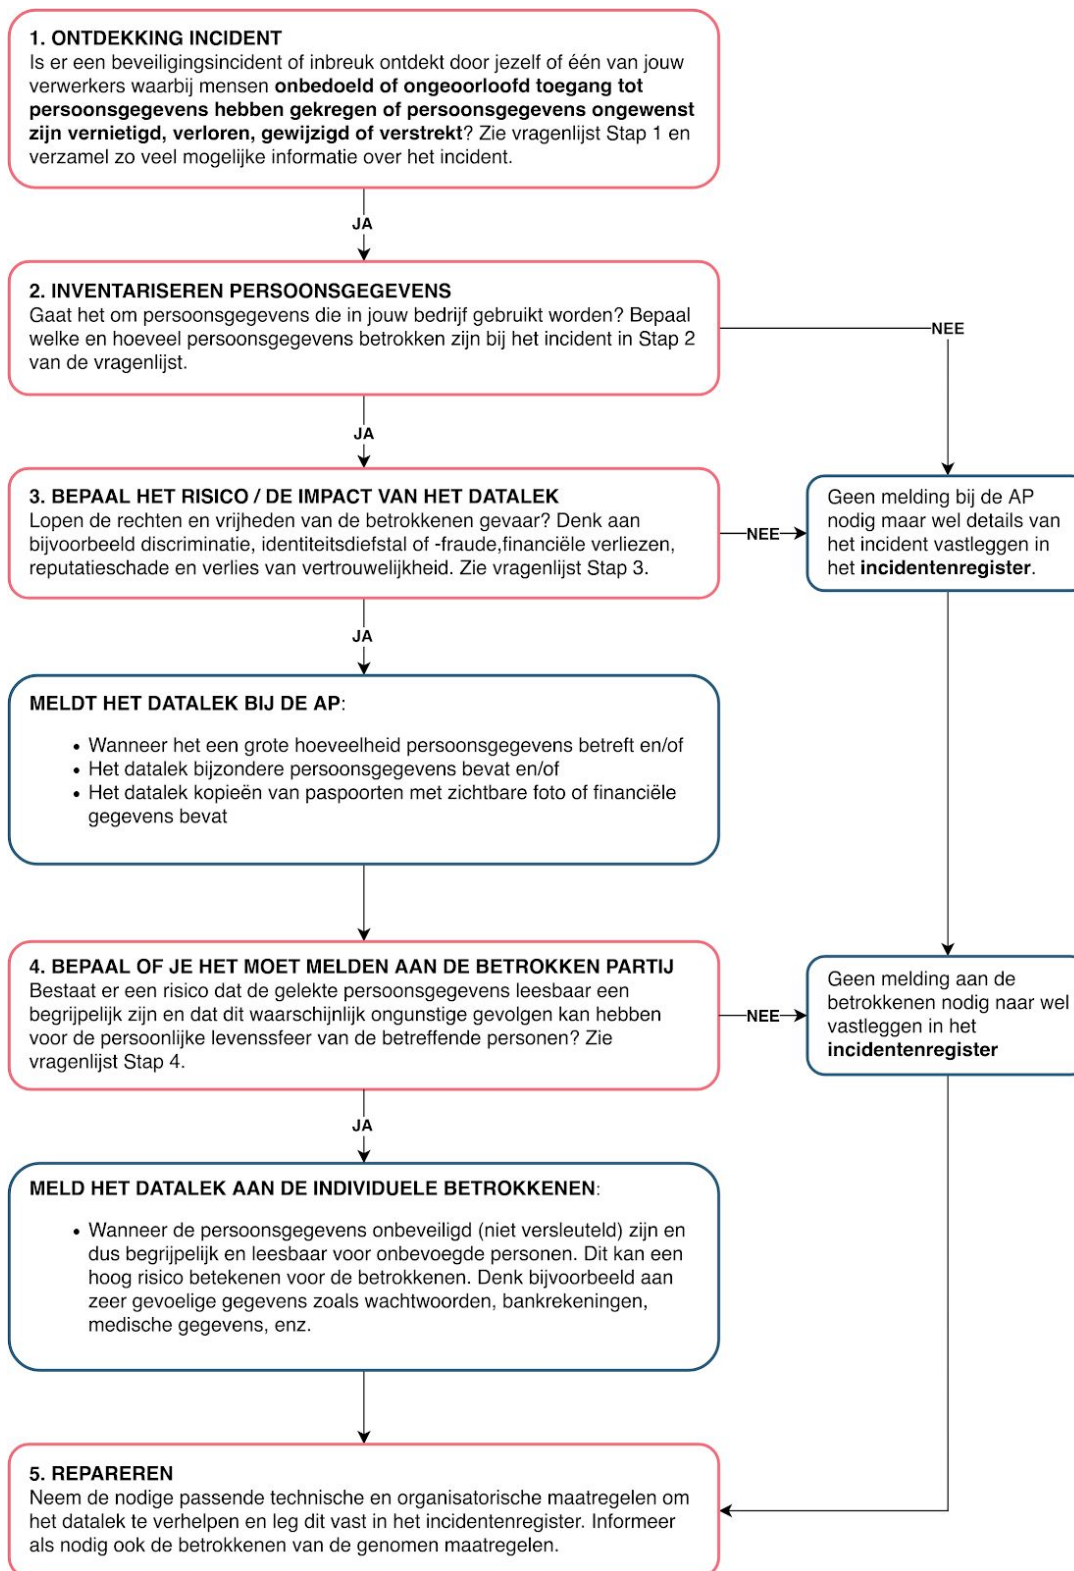 1. ONTDEKKING INCIDENT
Is er een beveiligingsincident of inbreuk ontdekt door jezelf of één van jouw
verwerkers waarbij mensen onbedoeld of ongeoorloofd toegang tot
persoonsgegevens hebben gekregen of persoonsgegevens ongewenst
zijn vernietigd, verloren, gewijzigd of verstrekt? Zie vragenlijst Stap 1 en
verzamel zo veel mogelijke informatie over het incident.
JA
2. INVENTARISEREN PERSOONSGEGEVENS
Gaat het om persoonsgegevens die in jouw bedrijf gebruikt worden? Bepaal
welke en hoeveel persoonsgegevens betrokken zijn bij het incident in Stap 2
van de vragenlijst.
NEE
JA
3. BEPAAL HET RISICO / DE IMPACT VAN HET DATALEK
Lopen de rechten en vrijheden van de betrokkenen gevaar? Denk aan
bijvoorbeeld discriminatie, identiteitsdiefstal of -fraude,financiële verliezen,
reputatieschade en verlies van vertrouwelijkheid. Zie vragenlijst Stap 3.
NEE
Geen melding bij de AP
nodig maar wel details van
het incident vastleggen in
het incidentenregister.
JA
MELDT HET DATALEK BIJ DE AP:
• Wanneer het een grote hoeveelheid persoonsgegevens betreft en/of
• Het datalek bijzondere persoonsgegevens bevat en/of
• Het datalek kopieën van paspoorten met zichtbare foto of financiële
gegevens bevat
4. BEPAAL OF JE HET MOET MELDEN AAN DE BETROKKEN PARTIJ
Bestaat er een risico dat de gelekte persoonsgegevens leesbaar een
begrijpelijk zijn en dat dit waarschijnlijk ongunstige gevolgen kan hebben
voor de persoonlijke levenssfeer van de betreffende personen? Zie
vragenlijst Stap 4.
NEE
Geen melding aan de
betrokkenen nodig naar wel
vastleggen in het
incidentenregister
JA
MELD HET DATALEK AAN DE INDIVIDUELE BETROKKENEN:
• Wanneer de persoonsgegevens onbeveiligd (niet versleuteld) zijn en
dus begrijpelijk en leesbaar voor onbevoegde personen. Dit kan een
hoog risico betekenen voor de betrokkenen. Denk bijvoorbeeld aan
zeer gevoelige gegevens zoals wachtwoorden, bankrekeningen,
medische gegevens, enz.
5. REPAREREN
Neem de nodige passende technische en organisatorische maatregelen om
het datalek te verhelpen en leg dit vast in het incidentenregister. Informeer
als nodig ook de betrokkenen van de genomen maatregelen.